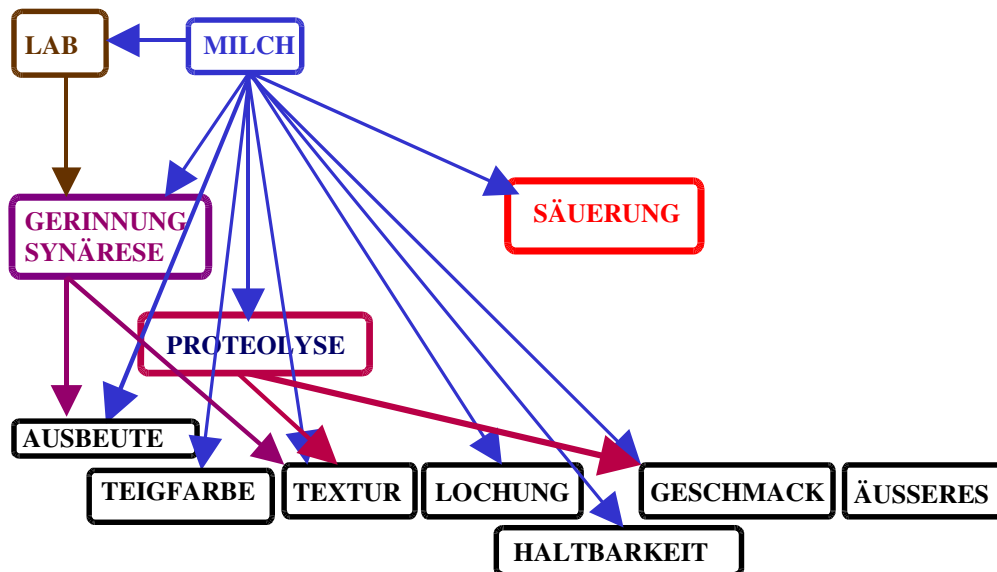 LAB
MILCH
GERINNUNG
SYNÄRESE
SÄUERUNG
PROTEOLYSE
AUSBEUTE
TEIGFARBE
TEXTUR
LOCHUNG
GESCHMACK
ÄUSSERES
HALTBARKEIT